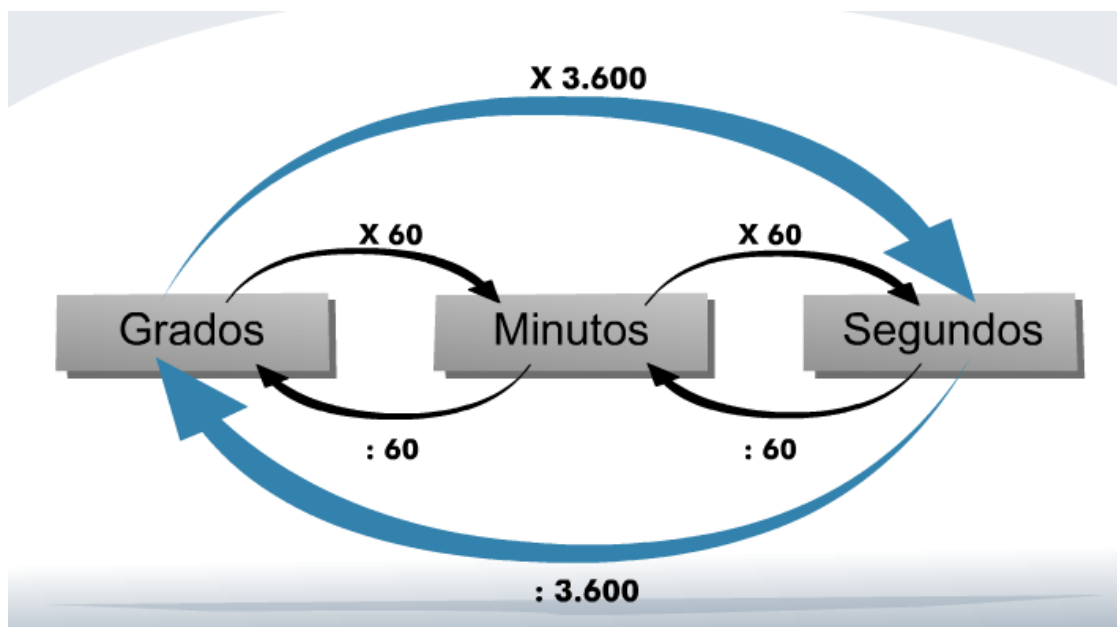 X 3.600
X 60
X 60
Grados
Minutos
Segundos
: 60
: 60
: 3.600